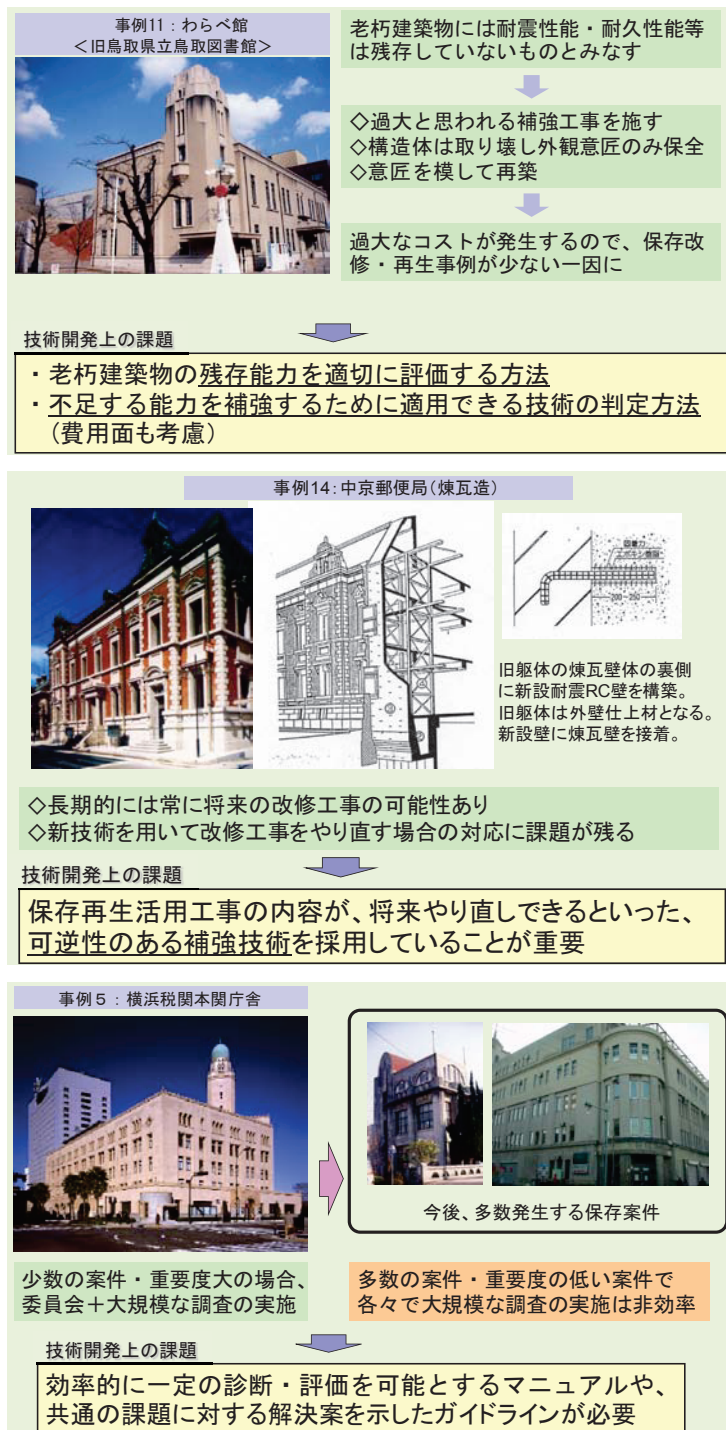 事例11：わらべ館
＜旧鳥取県立鳥取図書館＞
老朽建築物には耐震性能・耐久性能等
は残存していないものとみなす
◇過大と思われる補強工事を施す
◇構造体は取り壊し外観意匠のみ保全
◇意匠を模して再築
過大なコストが発生するので、保存改
修・再生事例が少ない一因に
技術開発上の課題
・老朽建築物の残存能力を適切に評価する方法
・不足する能力を補強するために適用できる技術の判定方法
（費用面も考慮）
事例14：中京郵便局（煉瓦造）
エポキシ樹脂
200～250
旧躯体の煉瓦壁体の裏側
に新設耐震RC壁を構築。
旧躯体は外壁仕上材となる。
新設壁に煉瓦壁を接着。
◇長期的には常に将来の改修工事の可能性あり
◇新技術を用いて改修工事をやり直す場合の対応に課題が残る
技術開発上の課題
保存再生活用工事の内容が、将来やり直しできるといった、
可逆性のある補強技術を採用していることが重要
事例５：横浜税関本関庁舎
今後、多数発生する保存案件
少数の案件・重要度大の場合、
委員会＋大規模な調査の実施
多数の案件・重要度の低い案件で
各々で大規模な調査の実施は非効率
技術開発上の課題
効率的に一定の診断・評価を可能とするマニュアルや、
共通の課題に対する解決案を示したガイドラインが必要